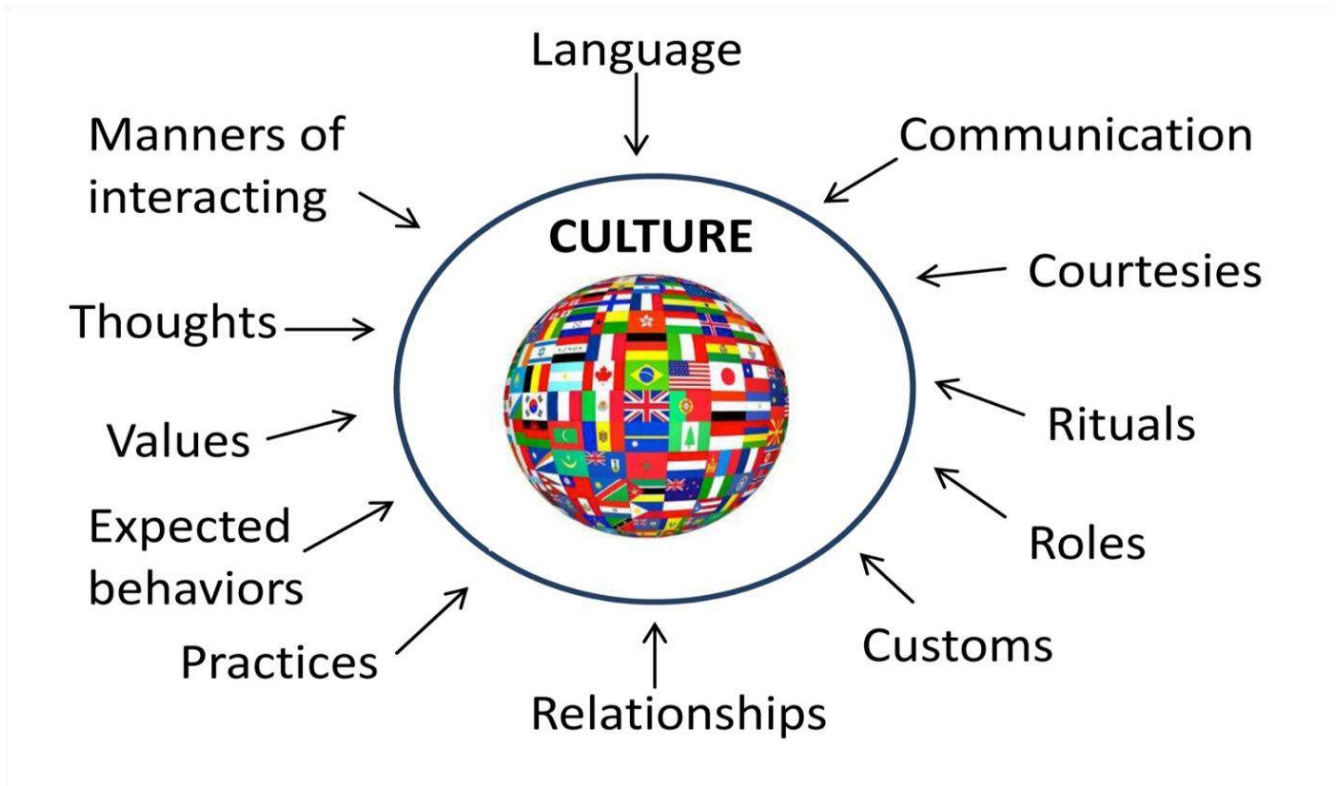 Language
Manners of
interacting
Communication
CULTURE
Courtesies
Thoughts
Values
Rituals
Expected
behaviors
Roles
Practices
Customs
Relationships